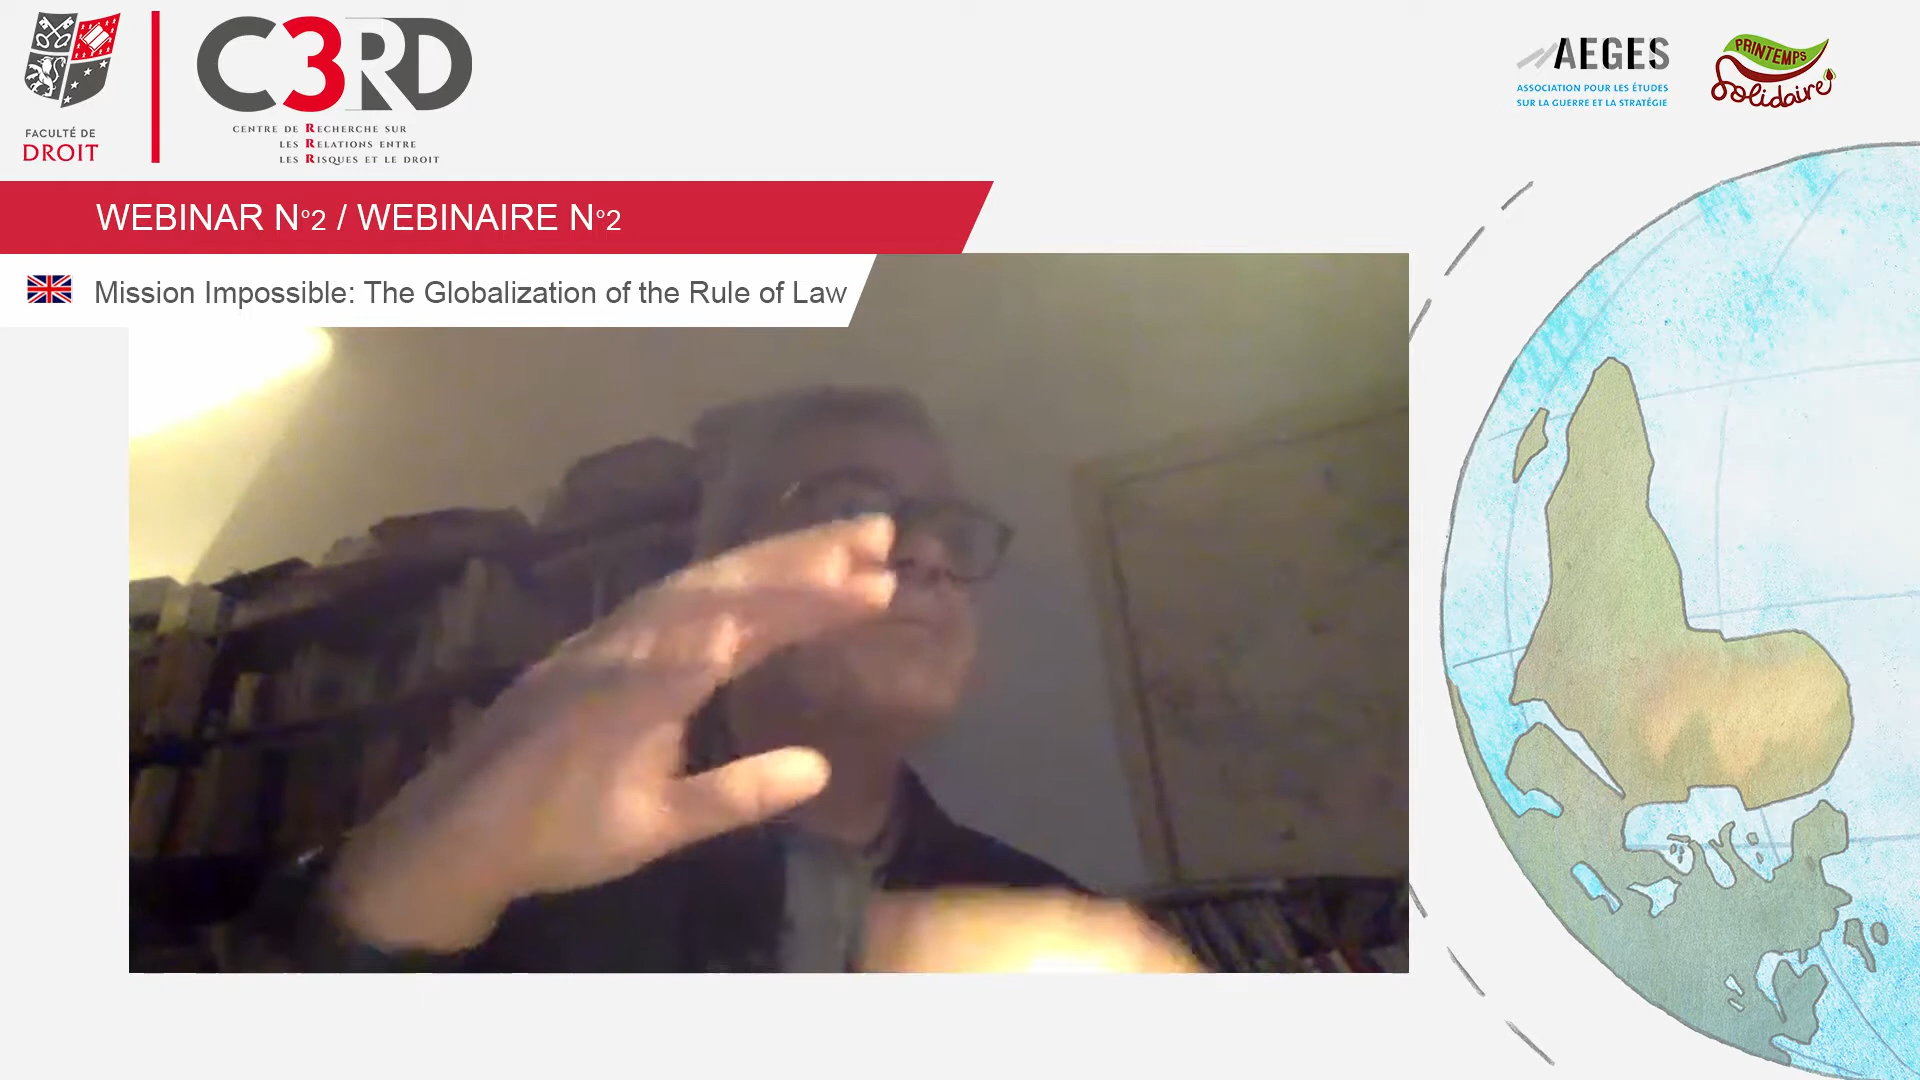 FACULTÉ DE
DROIT
C3RD
CENTRE DE RECHERCHE SUR
LES RELATIONS ENTRE
LES RISQUES ET LE DROIT
AEGES
ASSOCIATION POUR LES ÉTUDES
SUR LA GUERRE ET LA STRATÉGIE
PRINTEMPS
Solidaire
WEBINAR N°2 / WEBINAIRE N°2
Mission Impossible: The Globalization of the Rule of Law